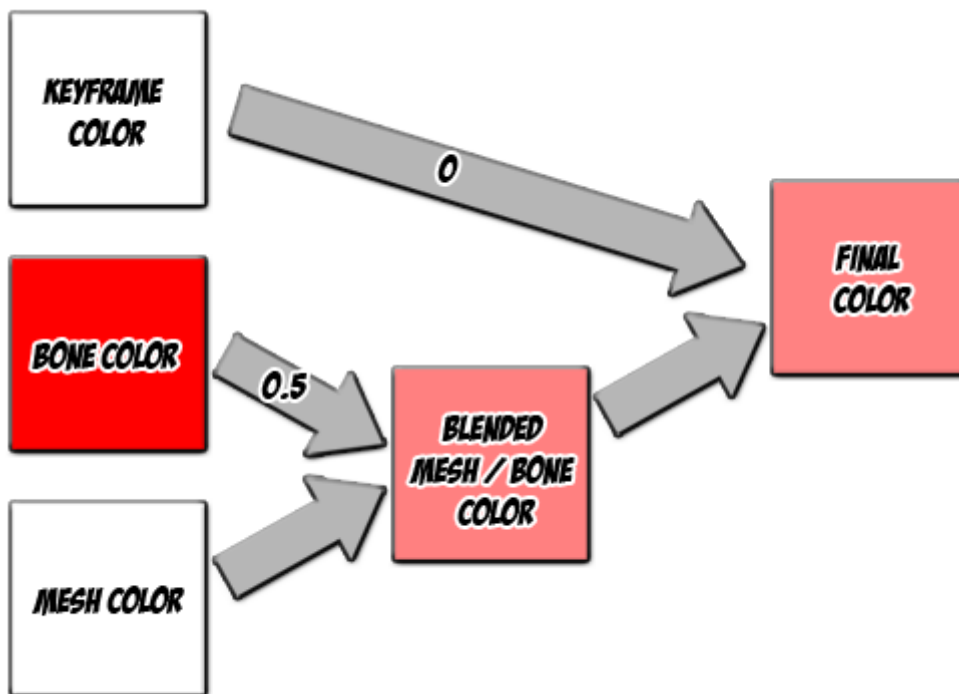 KEYFRAME
COLOR
0
FINAL
COLOR
BONE COLOR
0.5
BLENDED
MESH / BONE
COLOR
MESH COLOR